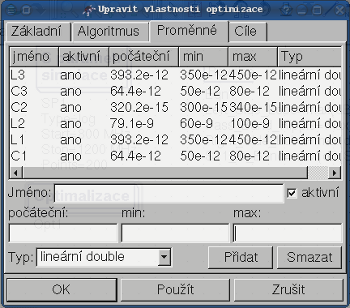 Upravit vlastnosti optimizace
Základní Algoritmus Proměnné Cíle
jméno aktivní počáteční min max Typ
L3 ano 393.2e-12 350e-12 450e-12 lineární dou
C3 ano 64.4e-12 50e-12 80e-12 lineární dou
C2 ano 320.2e-15 300e-15 340e-15 lineární dou
L2 ano 79.1e-9 60e-9 100e-9 lineární dou
L1 ano 393.2e-12 350e-12 450e-12 lineární dou
C1 ano 64.4e-12 50e-12 80e-12 lineární dou
Jméno: aktivní
počáteční: min: max:
Typ: lineární double Přidat Smazat
OK Použít Zrušit